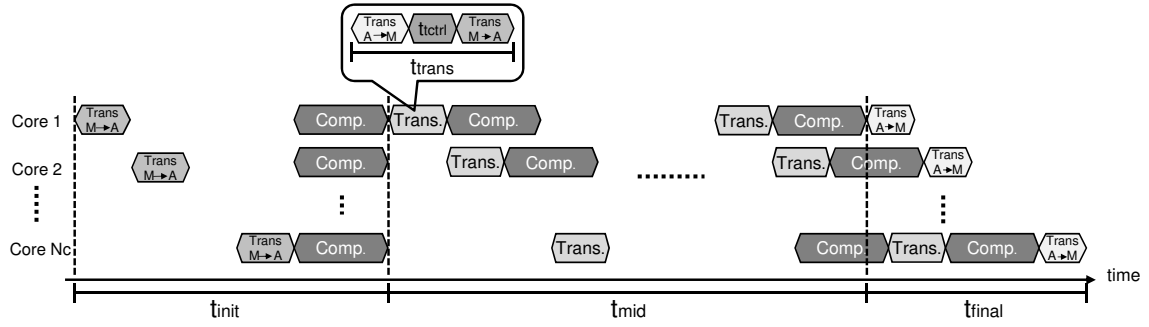 Trans
A→M
ttctrl
Trans
M→A
ttrans
Core 1
Trans
M→A
Comp.
Trans.
Comp.
Trans.
Comp.
Trans
A→M
Core 2
Trans
M→A
Comp.
Trans.
Comp.
Trans.
Comp.
Trans
A→M
Core Nc
Trans
M→A
Comp.
Trans.
Comp.
Trans.
Comp.
Trans
A→M
time
tinit
tmid
tfinal